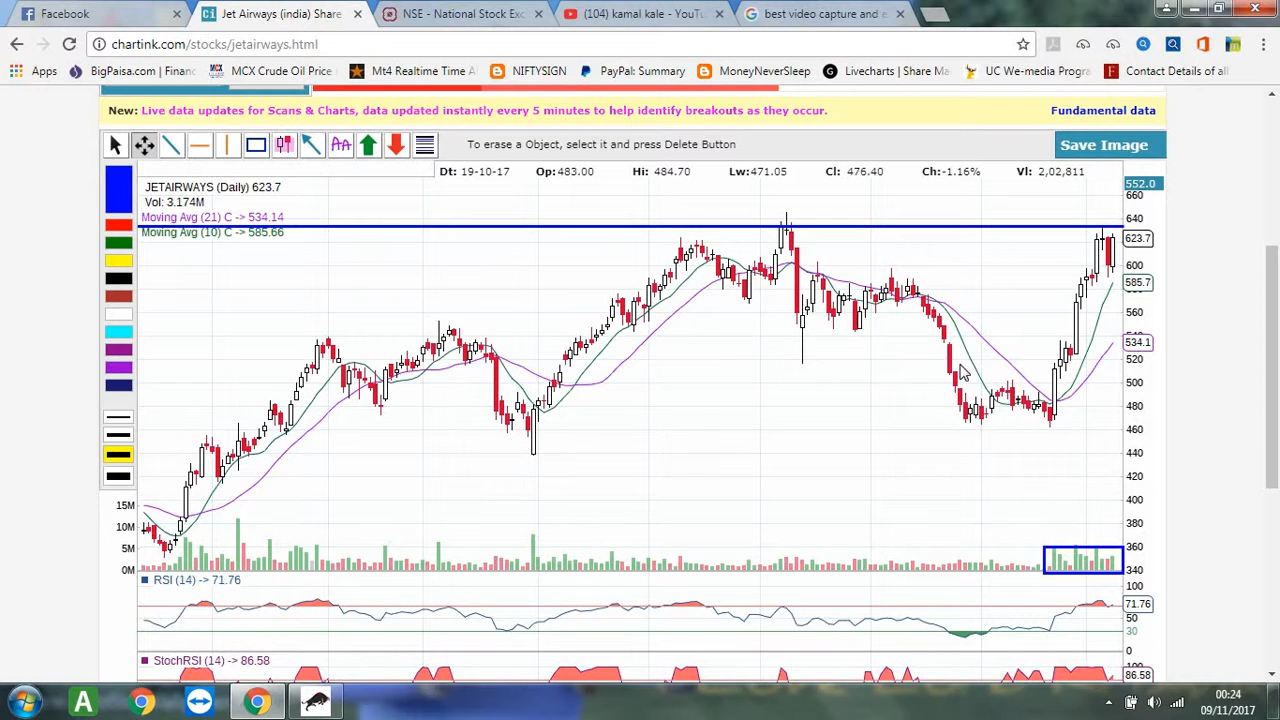 Facebook
Jet Airways (india) Share
NSE - National Stock Exc
(104) kamal kale - YouTu
best video capture and e
chartink.com/stocks/jetairways.html
Apps
BigPaisa.com | Financ
MCX Crude Oil Price
Mt4 Realtime Time A
NIFTYSIGN
PayPal: Summary
MoneyNeverSleep
Livecharts | Stocks Ma
UC We-media Progra
Contact Details of all
New: Live data updates for Scans & Charts, data updated instantly every 5 minutes to help identify breakouts as they occur.
Fundamental data
To erase a Object, select it and press Delete Button
Save Image
Dt: 19-10-17 Op:483.00 Hi: 484.70 Lw:471.05 Cl: 476.40 Ch:-1.16% Vl: 2,02,811
552.0
JETAIRWAYS (Daily) 623.7
Vol: 3.174M
Moving Avg (21) C -> 534.14
Moving Avg (10) C -> 585.66
660
640
623.7
600
585.7
560
534.1
520
500
480
460
440
420
400
380
360
340
15M
10M
5M
0M
RSI (14) -> 71.76
100
71.76
50
30
0
StochRSI (14) -> 86.58
100
86.58
00:24
09/11/2017